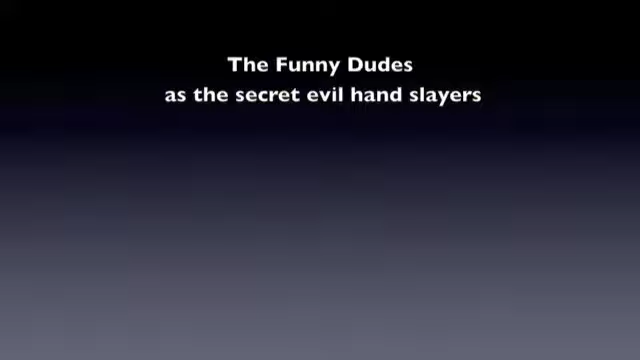 The Funny Dudes
as the secret evil hand slayers